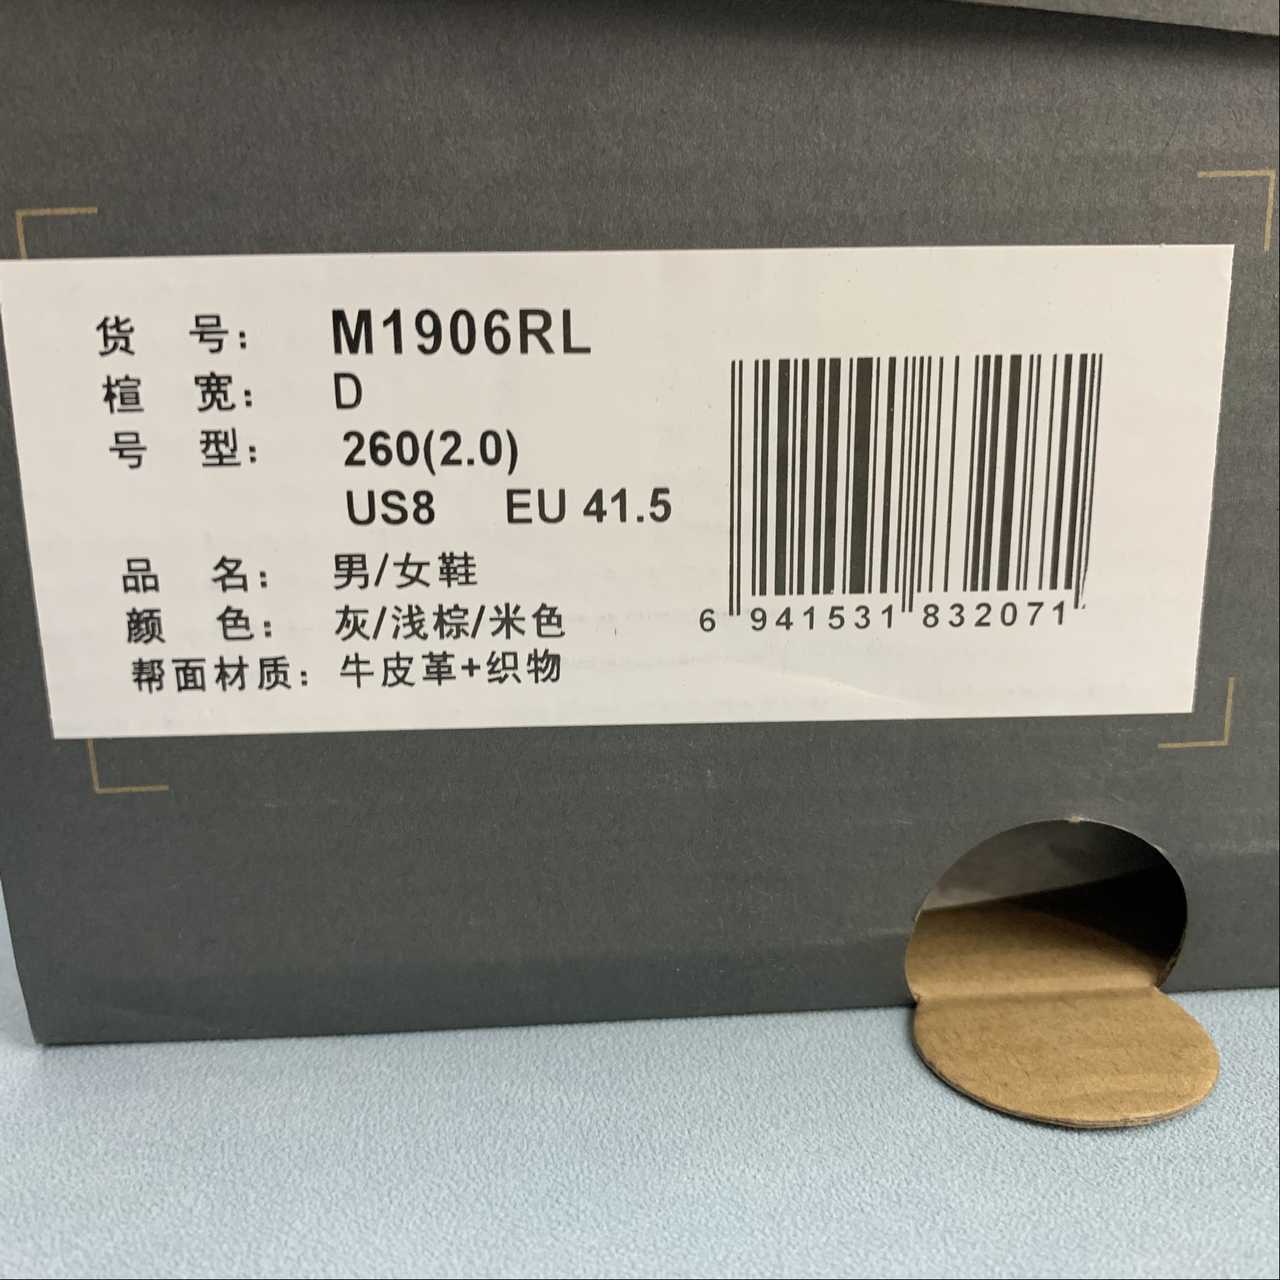 货 号： M1906RL
楦 宽： D
号 型： 260(2.0)
US8 EU 41.5
品 名： 男/女鞋
颜 色： 灰/浅棕/米色
帮面材质： 牛皮革+织物
6 941531 832071